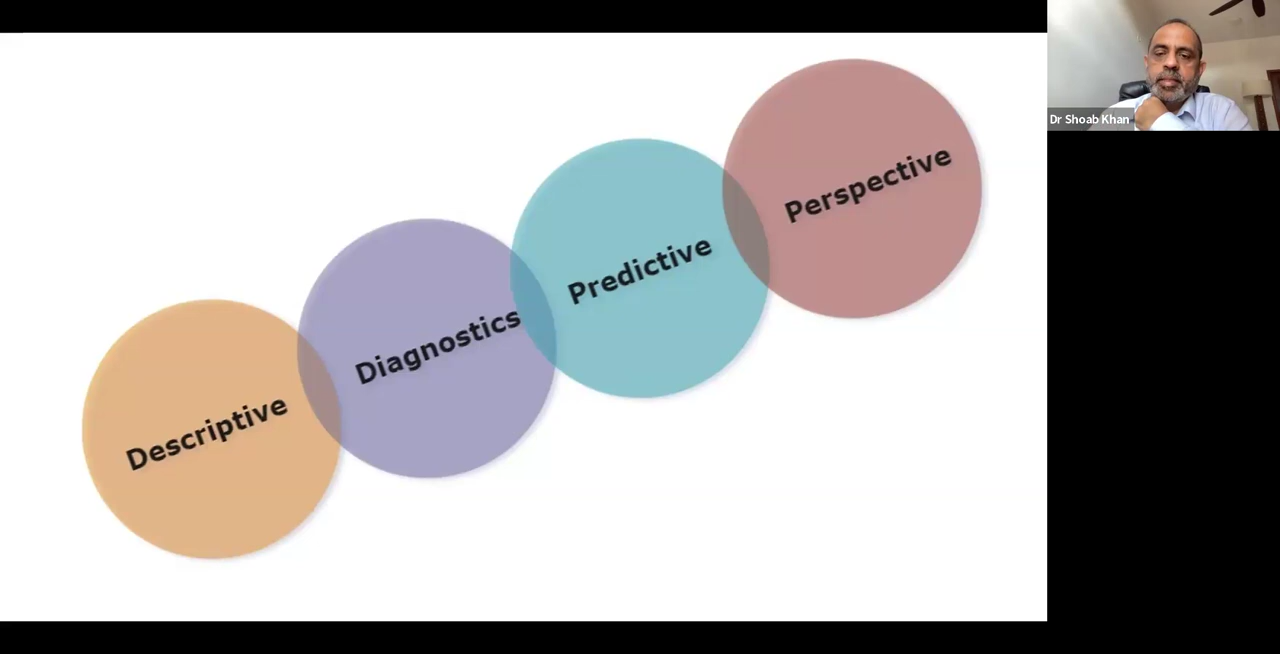 Dr Shoab Khan
Perspective
Predictive
Diagnostics
Descriptive